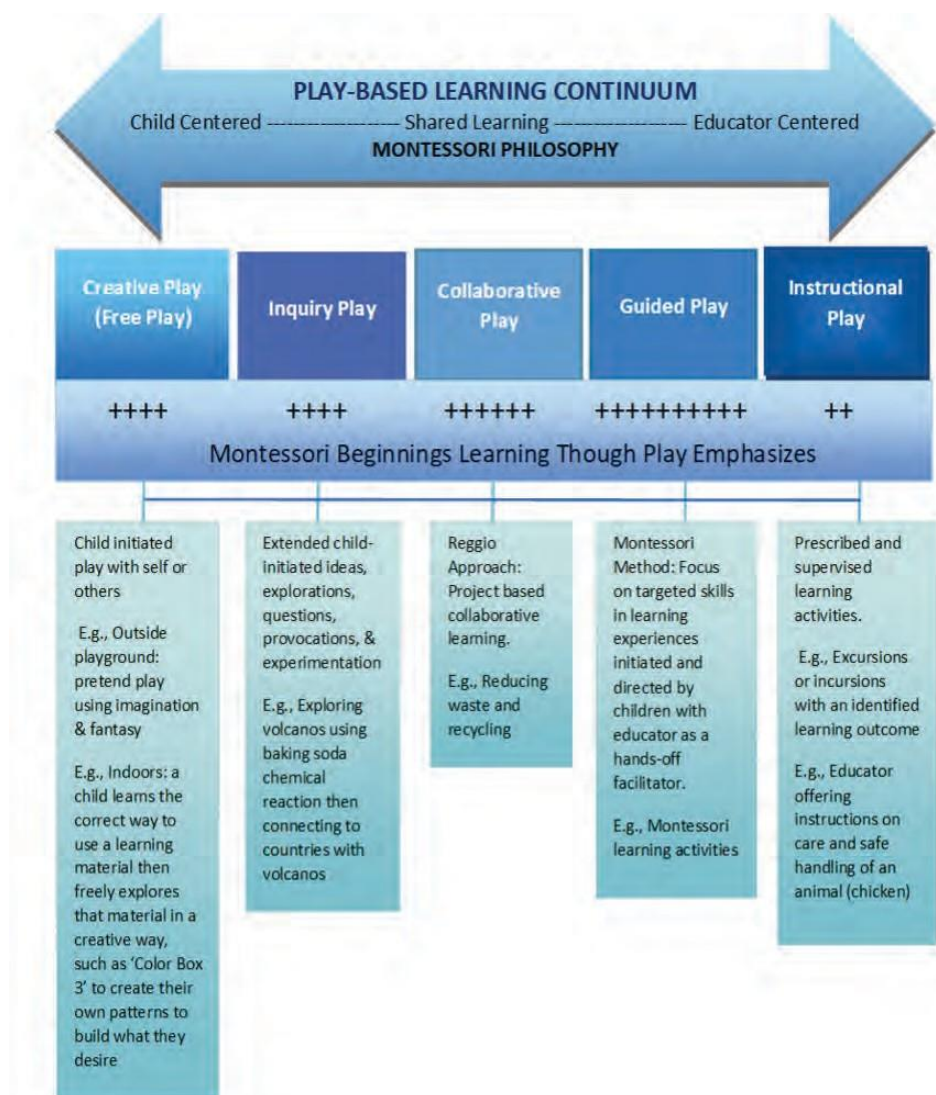 PLAY-BASED LEARNING CONTINUUM
Child Centered --------------------- Shared Learning --------------------- Educator Centered
MONTESSORI PHILOSOPHY
Creative Play
(Free Play)
Inquiry Play
Collaborative
Play
Guided Play
Instructional
Play
++++
++++
++++++
++++++++++
++
Montessori Beginnings Learning Though Play Emphasizes
Child initiated
play with self or
others
E.g., Outside
playground:
pretend play
using imagination
& fantasy
E.g., Indoors: a
child learns the
correct way to
use a learning
material then
freely explores
that material in a
creative way,
such as ‘Color Box
3’ to create their
own patterns to
build what they
desire
Extended child-
initiated ideas,
explorations,
questions,
provocations, &
experimentation
E.g., Exploring
volcanos using
baking soda
chemical
reaction then
connecting to
countries with
volcanos
Reggio
Approach:
Project based
collaborative
learning.
E.g., Reducing
waste and
recycling
Montessori
Method: Focus
on targeted skills
in learning
experiences
initiated and
directed by
children with
educator as a
hands-off
facilitator.
E.g., Montessori
learning activities
Prescribed and
supervised
learning
activities.
E.g., Excursions
or incursions
with an identified
learning outcome
E.g., Educator
offering
instructions on
care and safe
handling of an
animal (chicken)